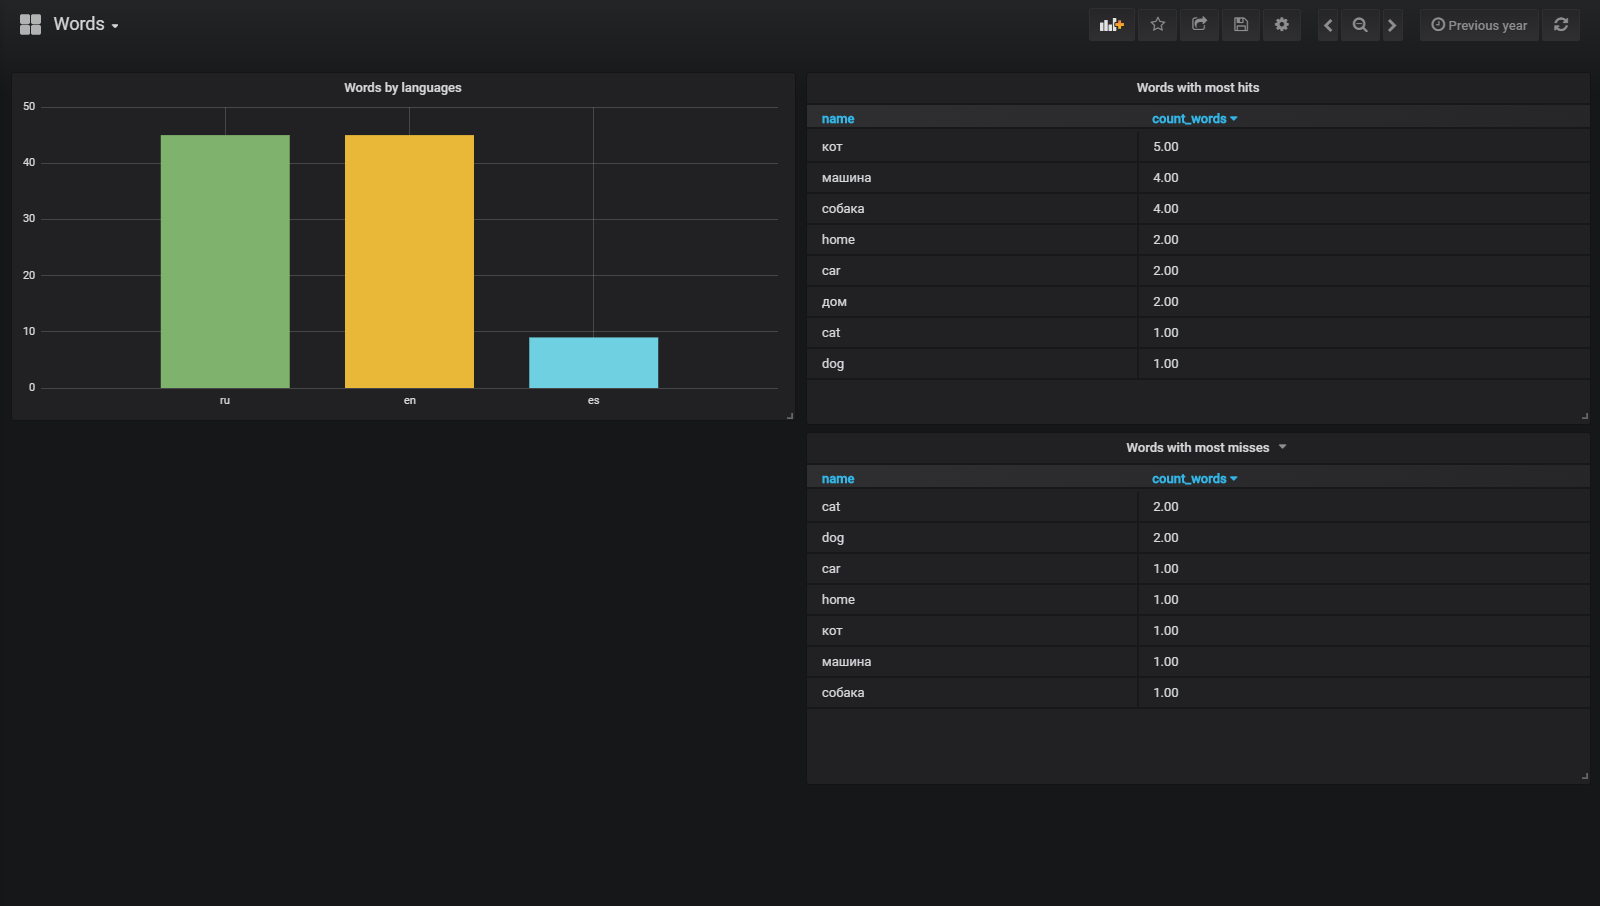 Words
Previous year
Words by languages
50
40
30
20
10
0
ru en es
Words with most hits
name count_words
кот 5.00
машина 4.00
собака 4.00
home 2.00
car 2.00
дом 2.00
cat 1.00
dog 1.00
Words with most misses
name count_words
cat 2.00
dog 2.00
car 1.00
home 1.00
кот 1.00
машина 1.00
собака 1.00